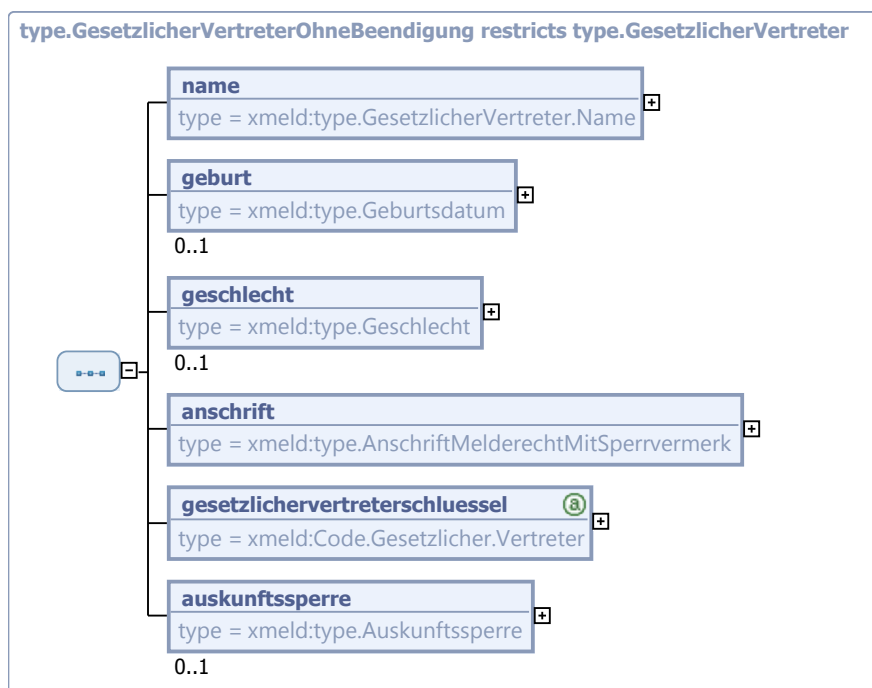 type.GesetzlicherVertreterOhneBeendigung restricts type.GesetzlicherVertreter
name
type = xmeld:type.GesetzlicherVertreter.Name
geburt
type = xmeld:type.Geburtsdatum
0..1
geschlecht
type = xmeld:type.Geschlecht
0..1
anschrift
type = xmeld:type.AnschriftMelderechtMitSperrvermerk
gesetzlichervertreterschluessel
a
type = xmeld:Code.Gesetzlicher.Vertreter
auskunftssperre
type = xmeld:type.Auskunftssperre
0..1